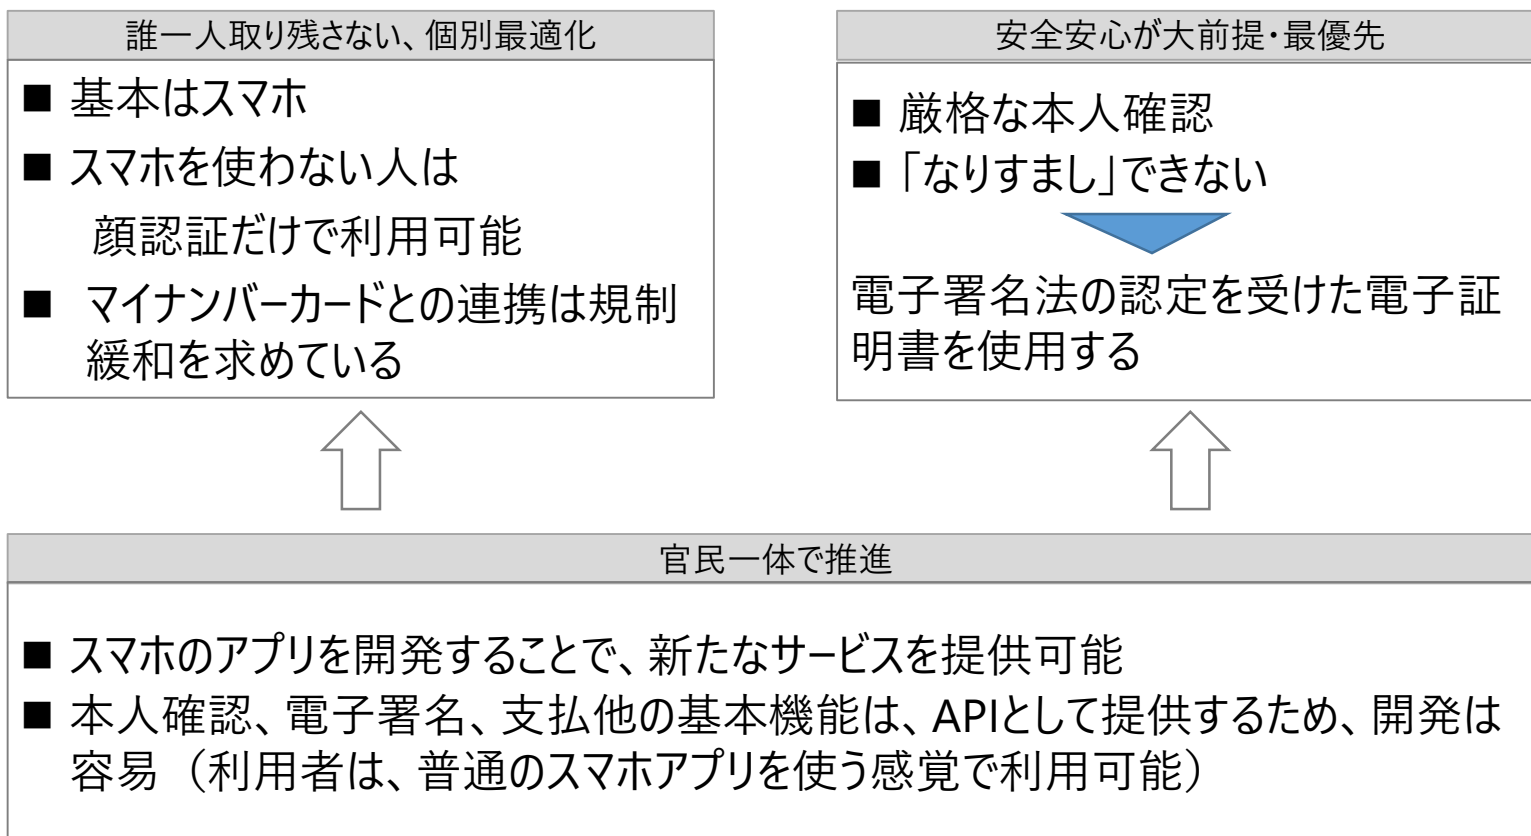 誰一人取り残さない、個別最適化
■ 基本はスマホ
■ スマホを使わない人は
顔認証だけで利用可能
■ マイナンバーカードとの連携は規制
緩和を求めている
安全安心が大前提・最優先
■ 厳格な本人確認
■ 「なりすまし」できない
電子署名法の認定を受けた電子証
明書を使用する
官民一体で推進
■ スマホのアプリを開発することで、新たなサービスを提供可能
■ 本人確認、電子署名、支払他の基本機能は、APIとして提供するため、開発は
容易（利用者は、普通のスマホアプリを使う感覚で利用可能）